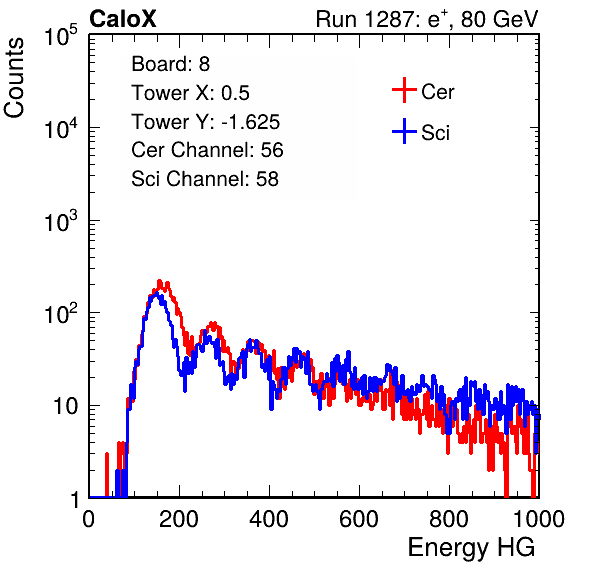 CaloX Run 1287: e⁺, 80 GeV
Counts
10⁵
10⁴
10³
10²
10
1
Board: 8
Tower X: 0.5
Tower Y: -1.625
Cer Channel: 56
Sci Channel: 58
Cer
Sci
0 200 400 600 800 1000
Energy HG